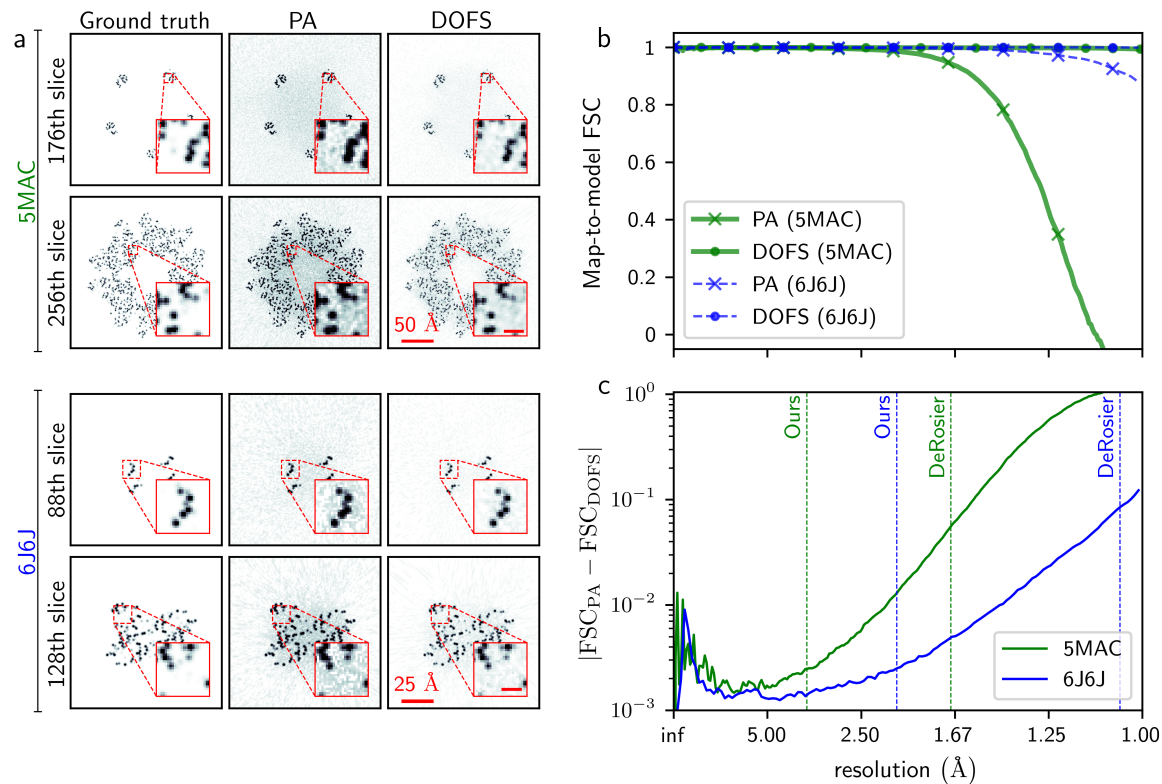 Ground truth PA DOFS
a
5MAC
176th slice
256th slice
50 Å
6J6J
88th slice
128th slice
25 Å
b
Map-to-model FSC
1
0.8
0.6
0.4
0.2
0
PA (5MAC)
DOFS (5MAC)
PA (6J6J)
DOFS (6J6J)
c
|FSC_PA − FSC_DOFS|
10^0
10^−1
10^−2
10^−3
Ours
Ours
DeRosier
DeRosier
5MAC
6J6J
inf 5.00 2.50 1.67 1.25 1.00
resolution (Å)